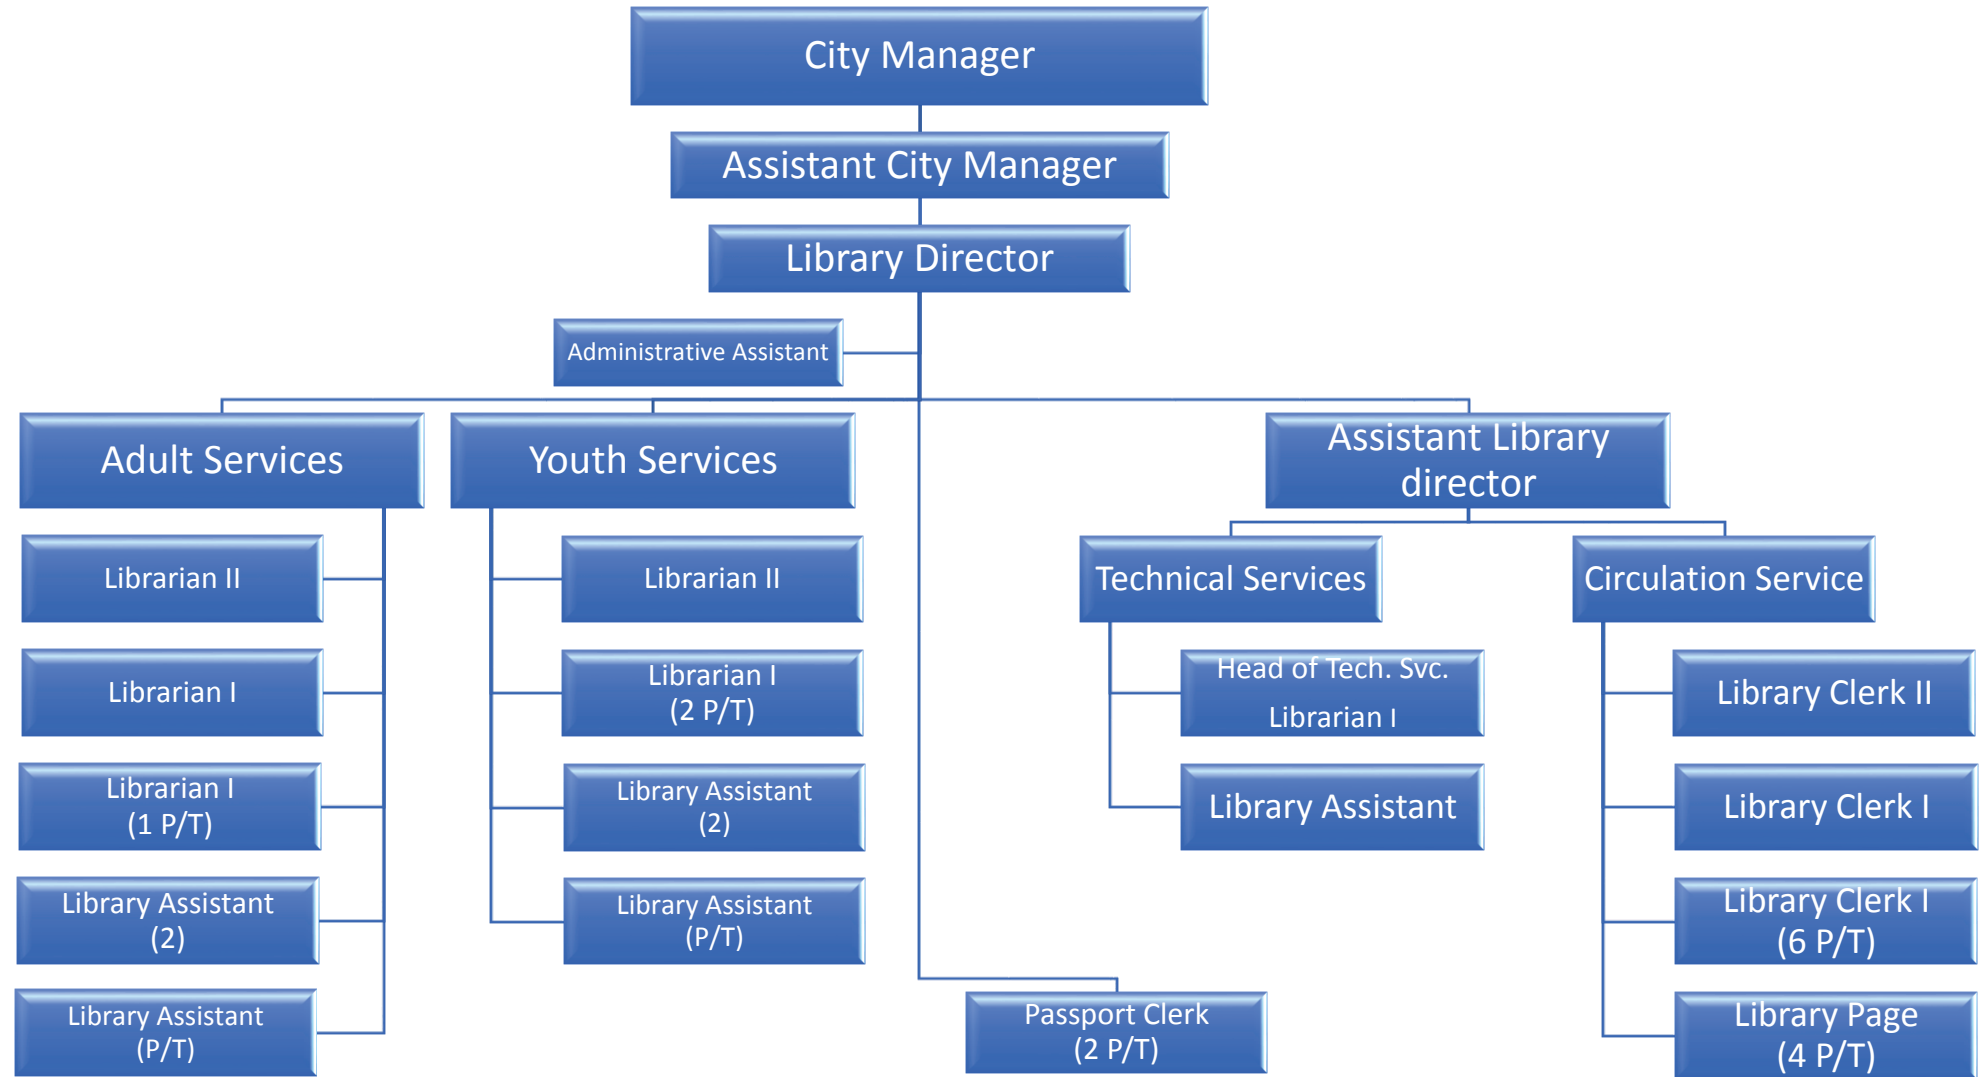 City Manager
Assistant City Manager
Library Director
Administrative Assistant
Adult Services
Librarian II
Librarian I
Librarian I
(1 P/T)
Library Assistant
(2)
Library Assistant
(P/T)
Youth Services
Librarian II
Librarian I
(2 P/T)
Library Assistant
(2)
Library Assistant
(P/T)
Passport Clerk
(2 P/T)
Assistant Library
director
Technical Services
Head of Tech. Svc.
Librarian I
Library Assistant
Circulation Service
Library Clerk II
Library Clerk I
Library Clerk I
(6 P/T)
Library Page
(4 P/T)